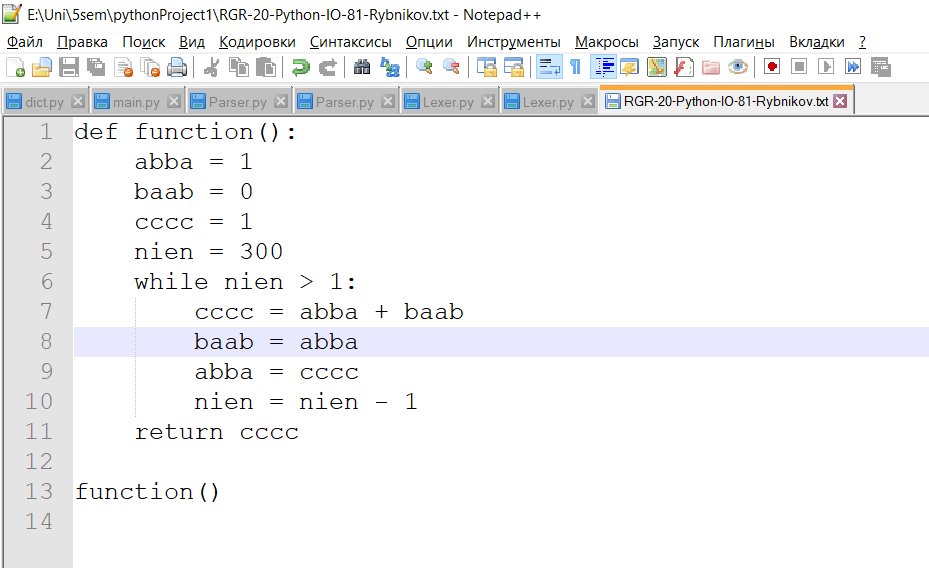 E:\Uni\5sem\pythonProject1\RGR-20-Python-IO-81-Rybnikov.txt - Notepad++
Файл Правка Поиск Вид Кодировки Синтаксисы Опции Инструменты Макросы Запуск Плагины Вкладки ?
dict.py main.py Parser.py Parser.py Lexer.py Lexer.py RGR-20-Python-IO-81-Rybnikov.txt
1 def function():
2     abba = 1
3     baab = 0
4     cccc = 1
5     nien = 300
6     while nien > 1:
7         cccc = abba + baab
8         baab = abba
9         abba = cccc
10         nien = nien - 1
11     return cccc
12
13 function()
14